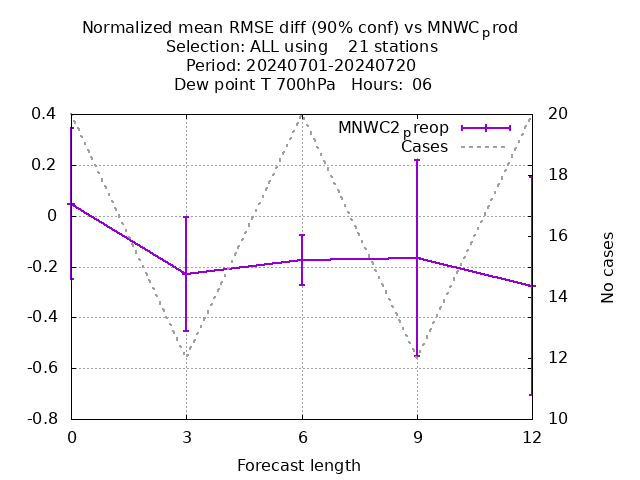 Normalized mean RMSE diff (90% conf) vs MNWCprod
Selection: ALL using    21 stations
Period: 20240701-20240720
Dew point T 700hPa   Hours:  06
MNWC2preop
Cases
0.4
0.2
0
-0.2
-0.4
-0.6
-0.8
20
18
16
14
12
10
No cases
0 3 6 9 12
Forecast length